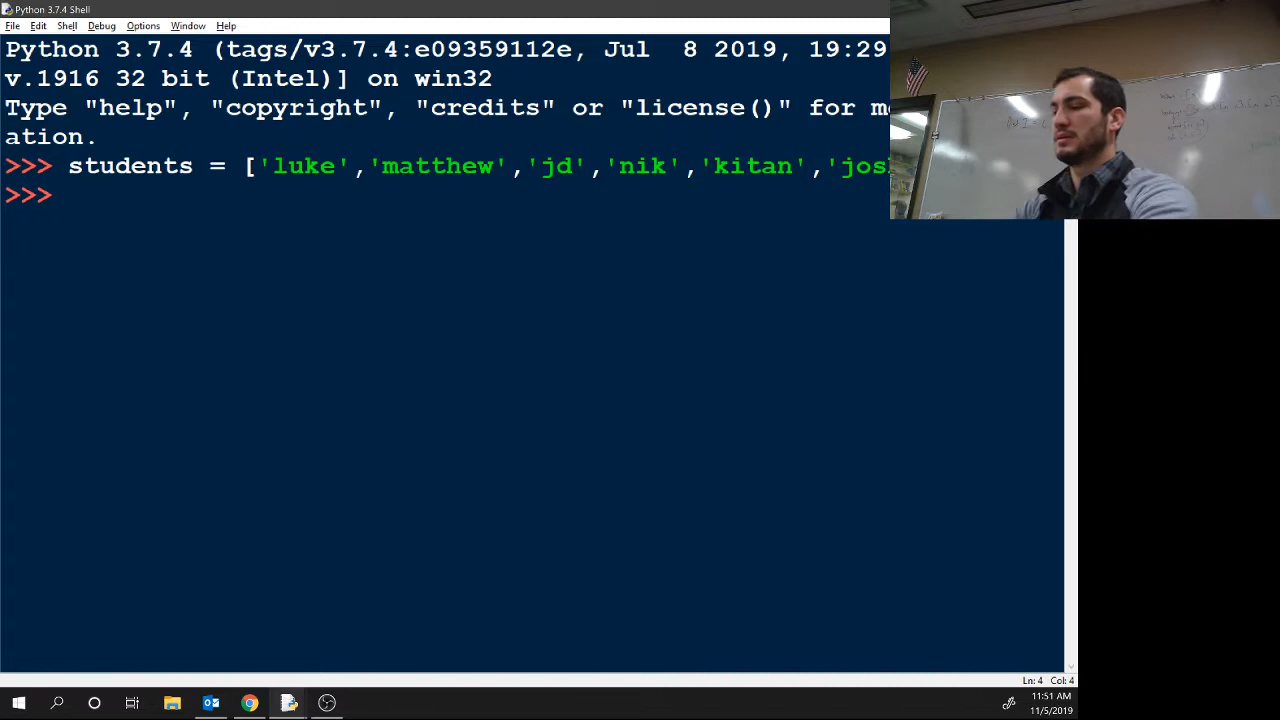 Python 3.7.4 Shell
File Edit Shell Debug Options Window Help
Python 3.7.4 (tags/v3.7.4:e09359112e, Jul 8 2019, 19:29
v.1916 32 bit (Intel)] on win32
Type "help", "copyright", "credits" or "license()" for mo
ation.
>>> students = ['luke','matthew','jd','nik','kitan','josh
>>>
Ln: 4 Col: 4
11:51 AM
11/5/2019